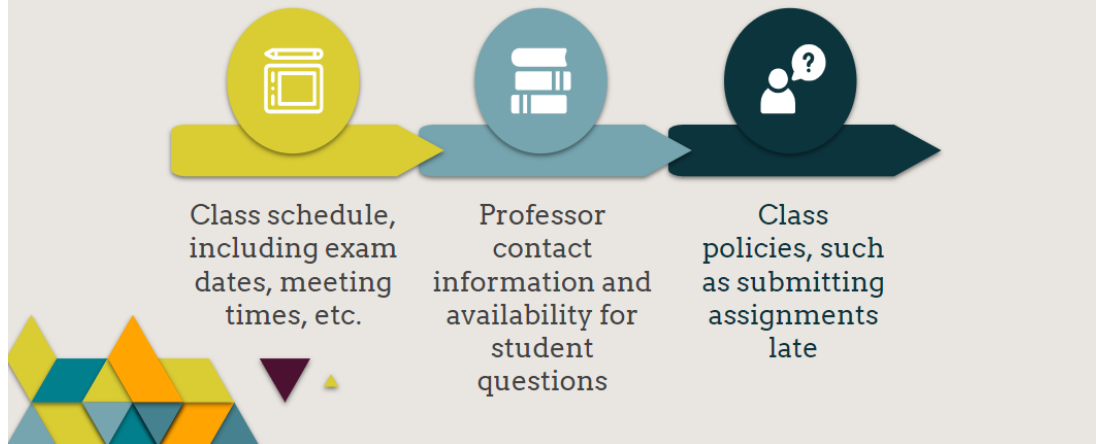 ?
Class schedule,
including exam
dates, meeting
times, etc.
Professor
contact
information and
availability for
student
questions
Class
policies, such
as submitting
assignments
late